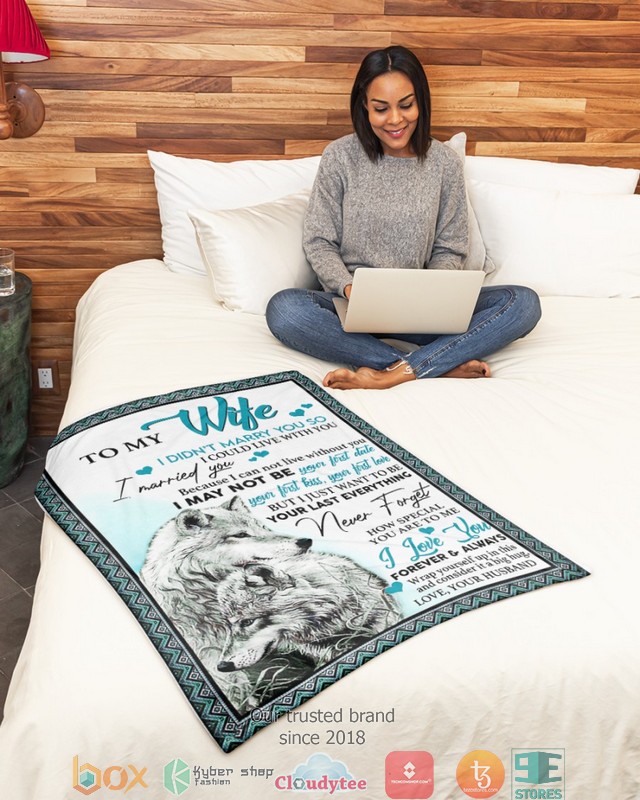 TO MY Wife
I DIDN'T MARRY YOU SO
I COULD LIVE WITH YOU
I married you
Because I can not live without you
I MAY NOT BE your first date
your first kiss, your first love
BUT I JUST WANT TO BE
YOUR LAST EVERYTHING
Never Forget
HOW SPECIAL
YOU ARE TO ME
I Love You
FOREVER & ALWAYS
Wrap yourself up in this
and consider it a big hug
LOVE, YOUR HUSBAND
Your trusted brand
since 2018
box
Kyber shop
fashion
Cloudytee
STORES